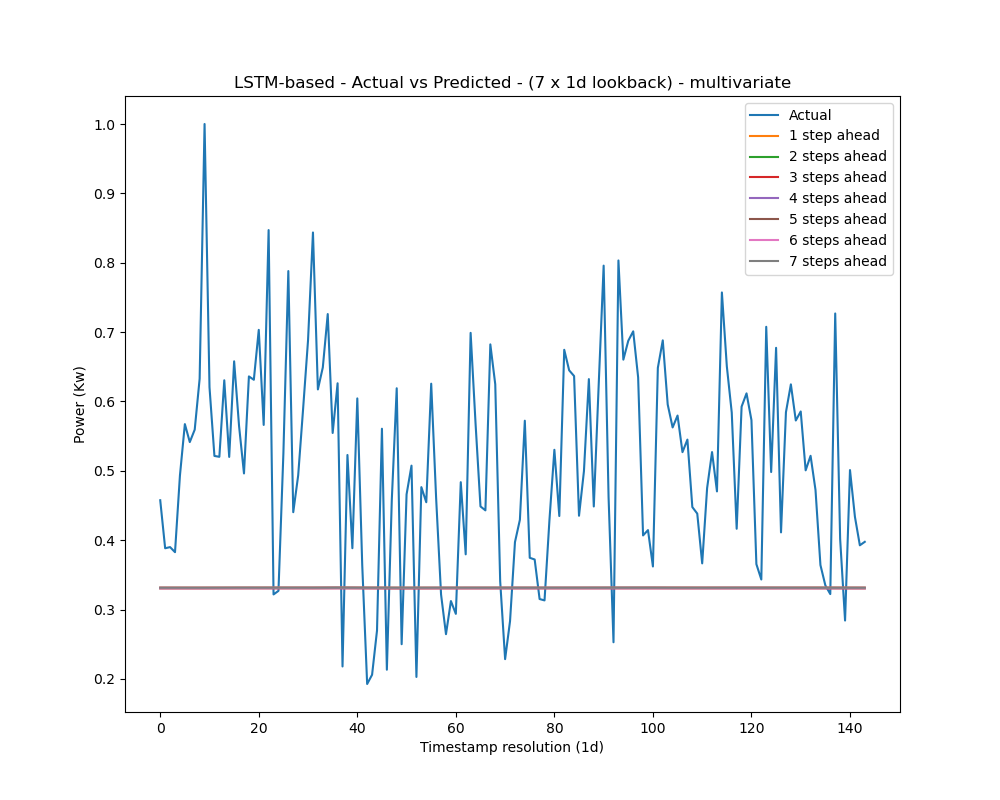 LSTM-based - Actual vs Predicted - (7 x 1d lookback) - multivariate
Actual
1 step ahead
2 steps ahead
3 steps ahead
4 steps ahead
5 steps ahead
6 steps ahead
7 steps ahead
1.0
0.9
0.8
0.7
0.6
0.5
0.4
0.3
0.2
Power (Kw)
0 20 40 60 80 100 120 140
Timestamp resolution (1d)